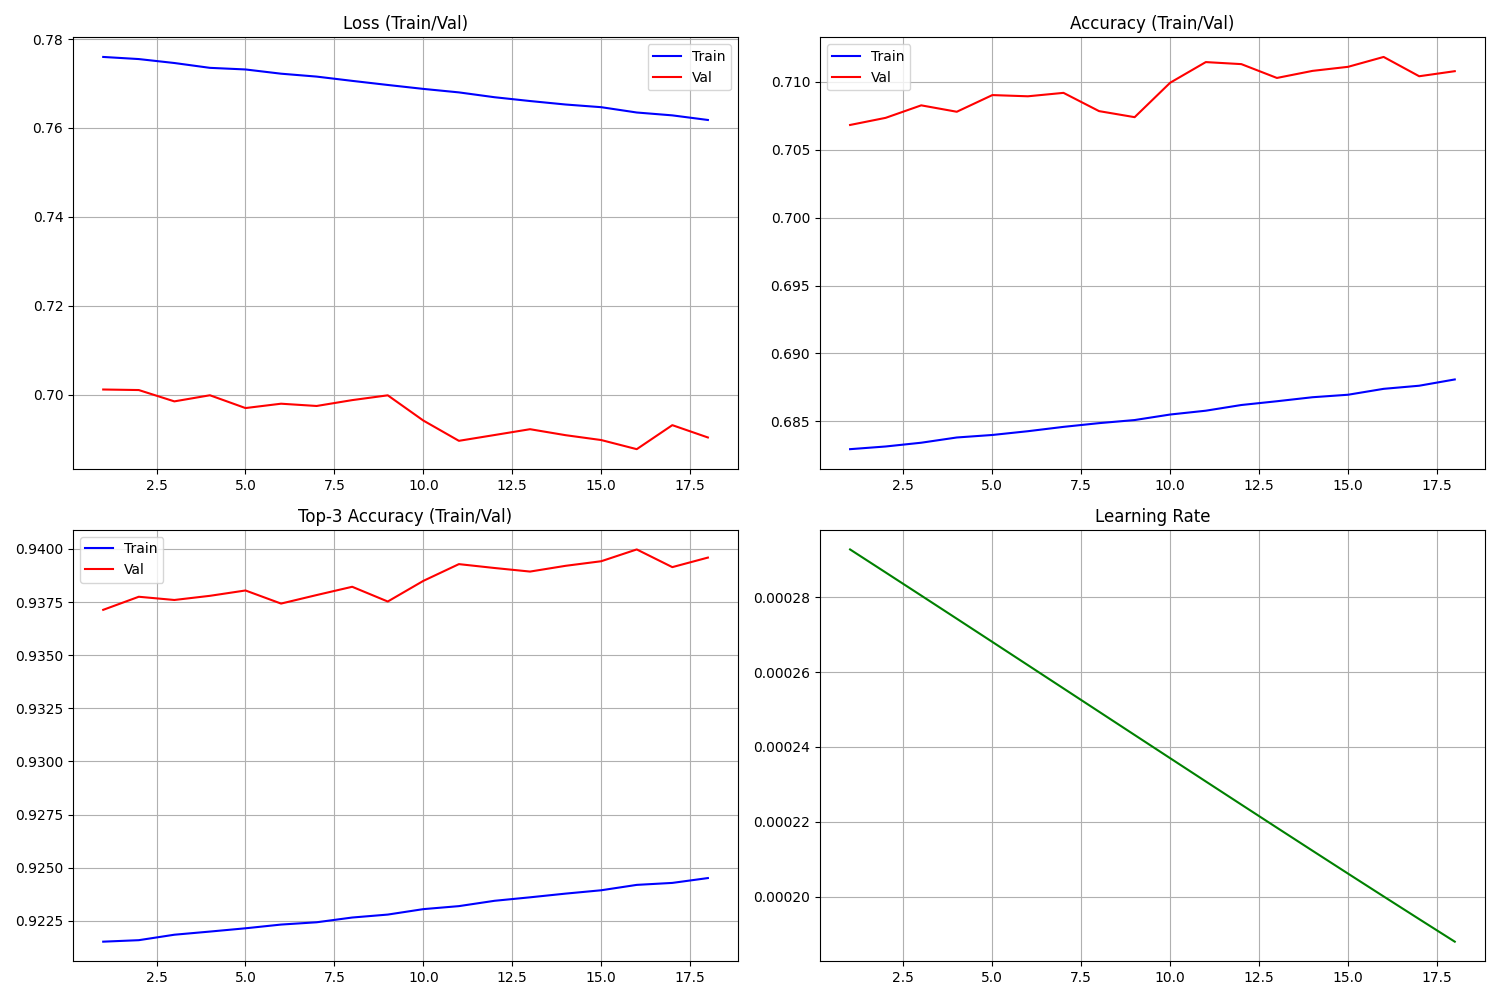 Loss (Train/Val)
0.78
0.76
0.74
0.72
0.70
Train
Val
2.5 5.0 7.5 10.0 12.5 15.0 17.5
Accuracy (Train/Val)
Train
Val
0.710
0.705
0.700
0.695
0.690
0.685
2.5 5.0 7.5 10.0 12.5 15.0 17.5
Top-3 Accuracy (Train/Val)
Train
Val
0.9400
0.9375
0.9350
0.9325
0.9300
0.9275
0.9250
0.9225
2.5 5.0 7.5 10.0 12.5 15.0 17.5
Learning Rate
0.00028
0.00026
0.00024
0.00022
0.00020
2.5 5.0 7.5 10.0 12.5 15.0 17.5